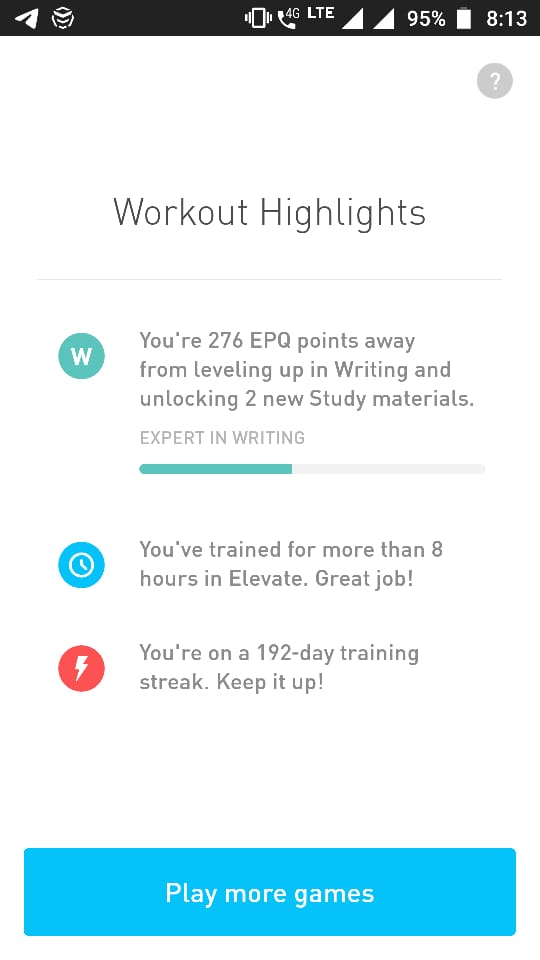 4G LTE 95% 8:13
?
Workout Highlights
W
You're 276 EPQ points away
from leveling up in Writing and
unlocking 2 new Study materials.
EXPERT IN WRITING
You've trained for more than 8
hours in Elevate. Great job!
You're on a 192-day training
streak. Keep it up!
Play more games